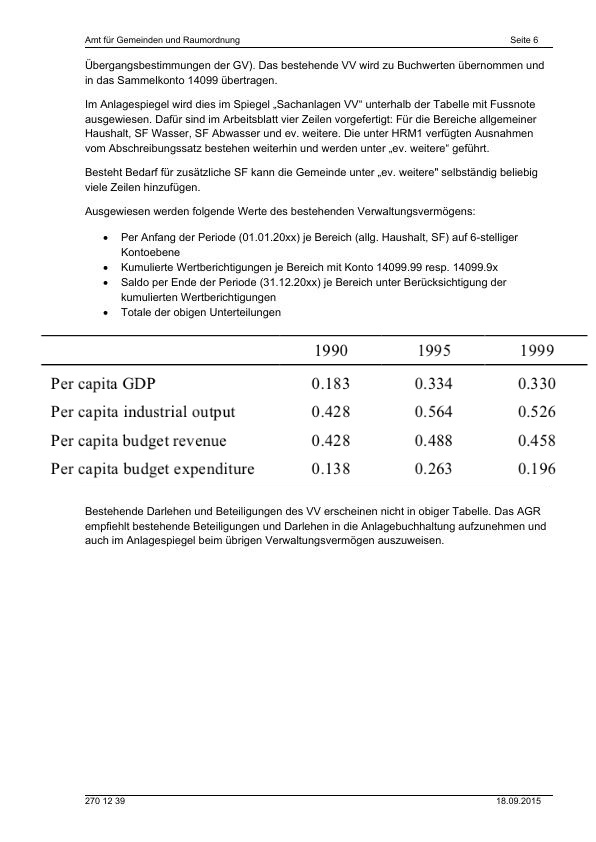 Amt für Gemeinden und Raumordnung Seite 6
Übergangsbestimmungen der GV). Das bestehende VV wird zu Buchwerten übernommen und
in das Sammelkonto 14099 übertragen.
Im Anlagespiegel wird dies im Spiegel „Sachanlagen VV“ unterhalb der Tabelle mit Fussnote
ausgewiesen. Dafür sind im Arbeitsblatt vier Zeilen vorgefertigt: Für die Bereiche allgemeiner
Haushalt, SF Wasser, SF Abwasser und ev. weitere. Die unter HRM1 verfügten Ausnahmen
vom Abschreibungssatz bestehen weiterhin und werden unter „ev. weitere“ geführt.
Besteht Bedarf für zusätzliche SF kann die Gemeinde unter „ev. weitere" selbständig beliebig
viele Zeilen hinzufügen.
Ausgewiesen werden folgende Werte des bestehenden Verwaltungsvermögens:
• Per Anfang der Periode (01.01.20xx) je Bereich (allg. Haushalt, SF) auf 6-stelliger
Kontoebene
• Kumulierte Wertberichtigungen je Bereich mit Konto 14099.99 resp. 14099.9x
• Saldo per Ende der Periode (31.12.20xx) je Bereich unter Berücksichtigung der
kumulierten Wertberichtigungen
• Totale der obigen Unterteilungen
1990 1995 1999
Per capita GDP 0.183 0.334 0.330
Per capita industrial output 0.428 0.564 0.526
Per capita budget revenue 0.428 0.488 0.458
Per capita budget expenditure 0.138 0.263 0.196
Bestehende Darlehen und Beteiligungen des VV erscheinen nicht in obiger Tabelle. Das AGR
empfiehlt bestehende Beteiligungen und Darlehen in die Anlagebuchhaltung aufzunehmen und
auch im Anlagespiegel beim übrigen Verwaltungsvermögen auszuweisen.
270 12 39 18.09.2015